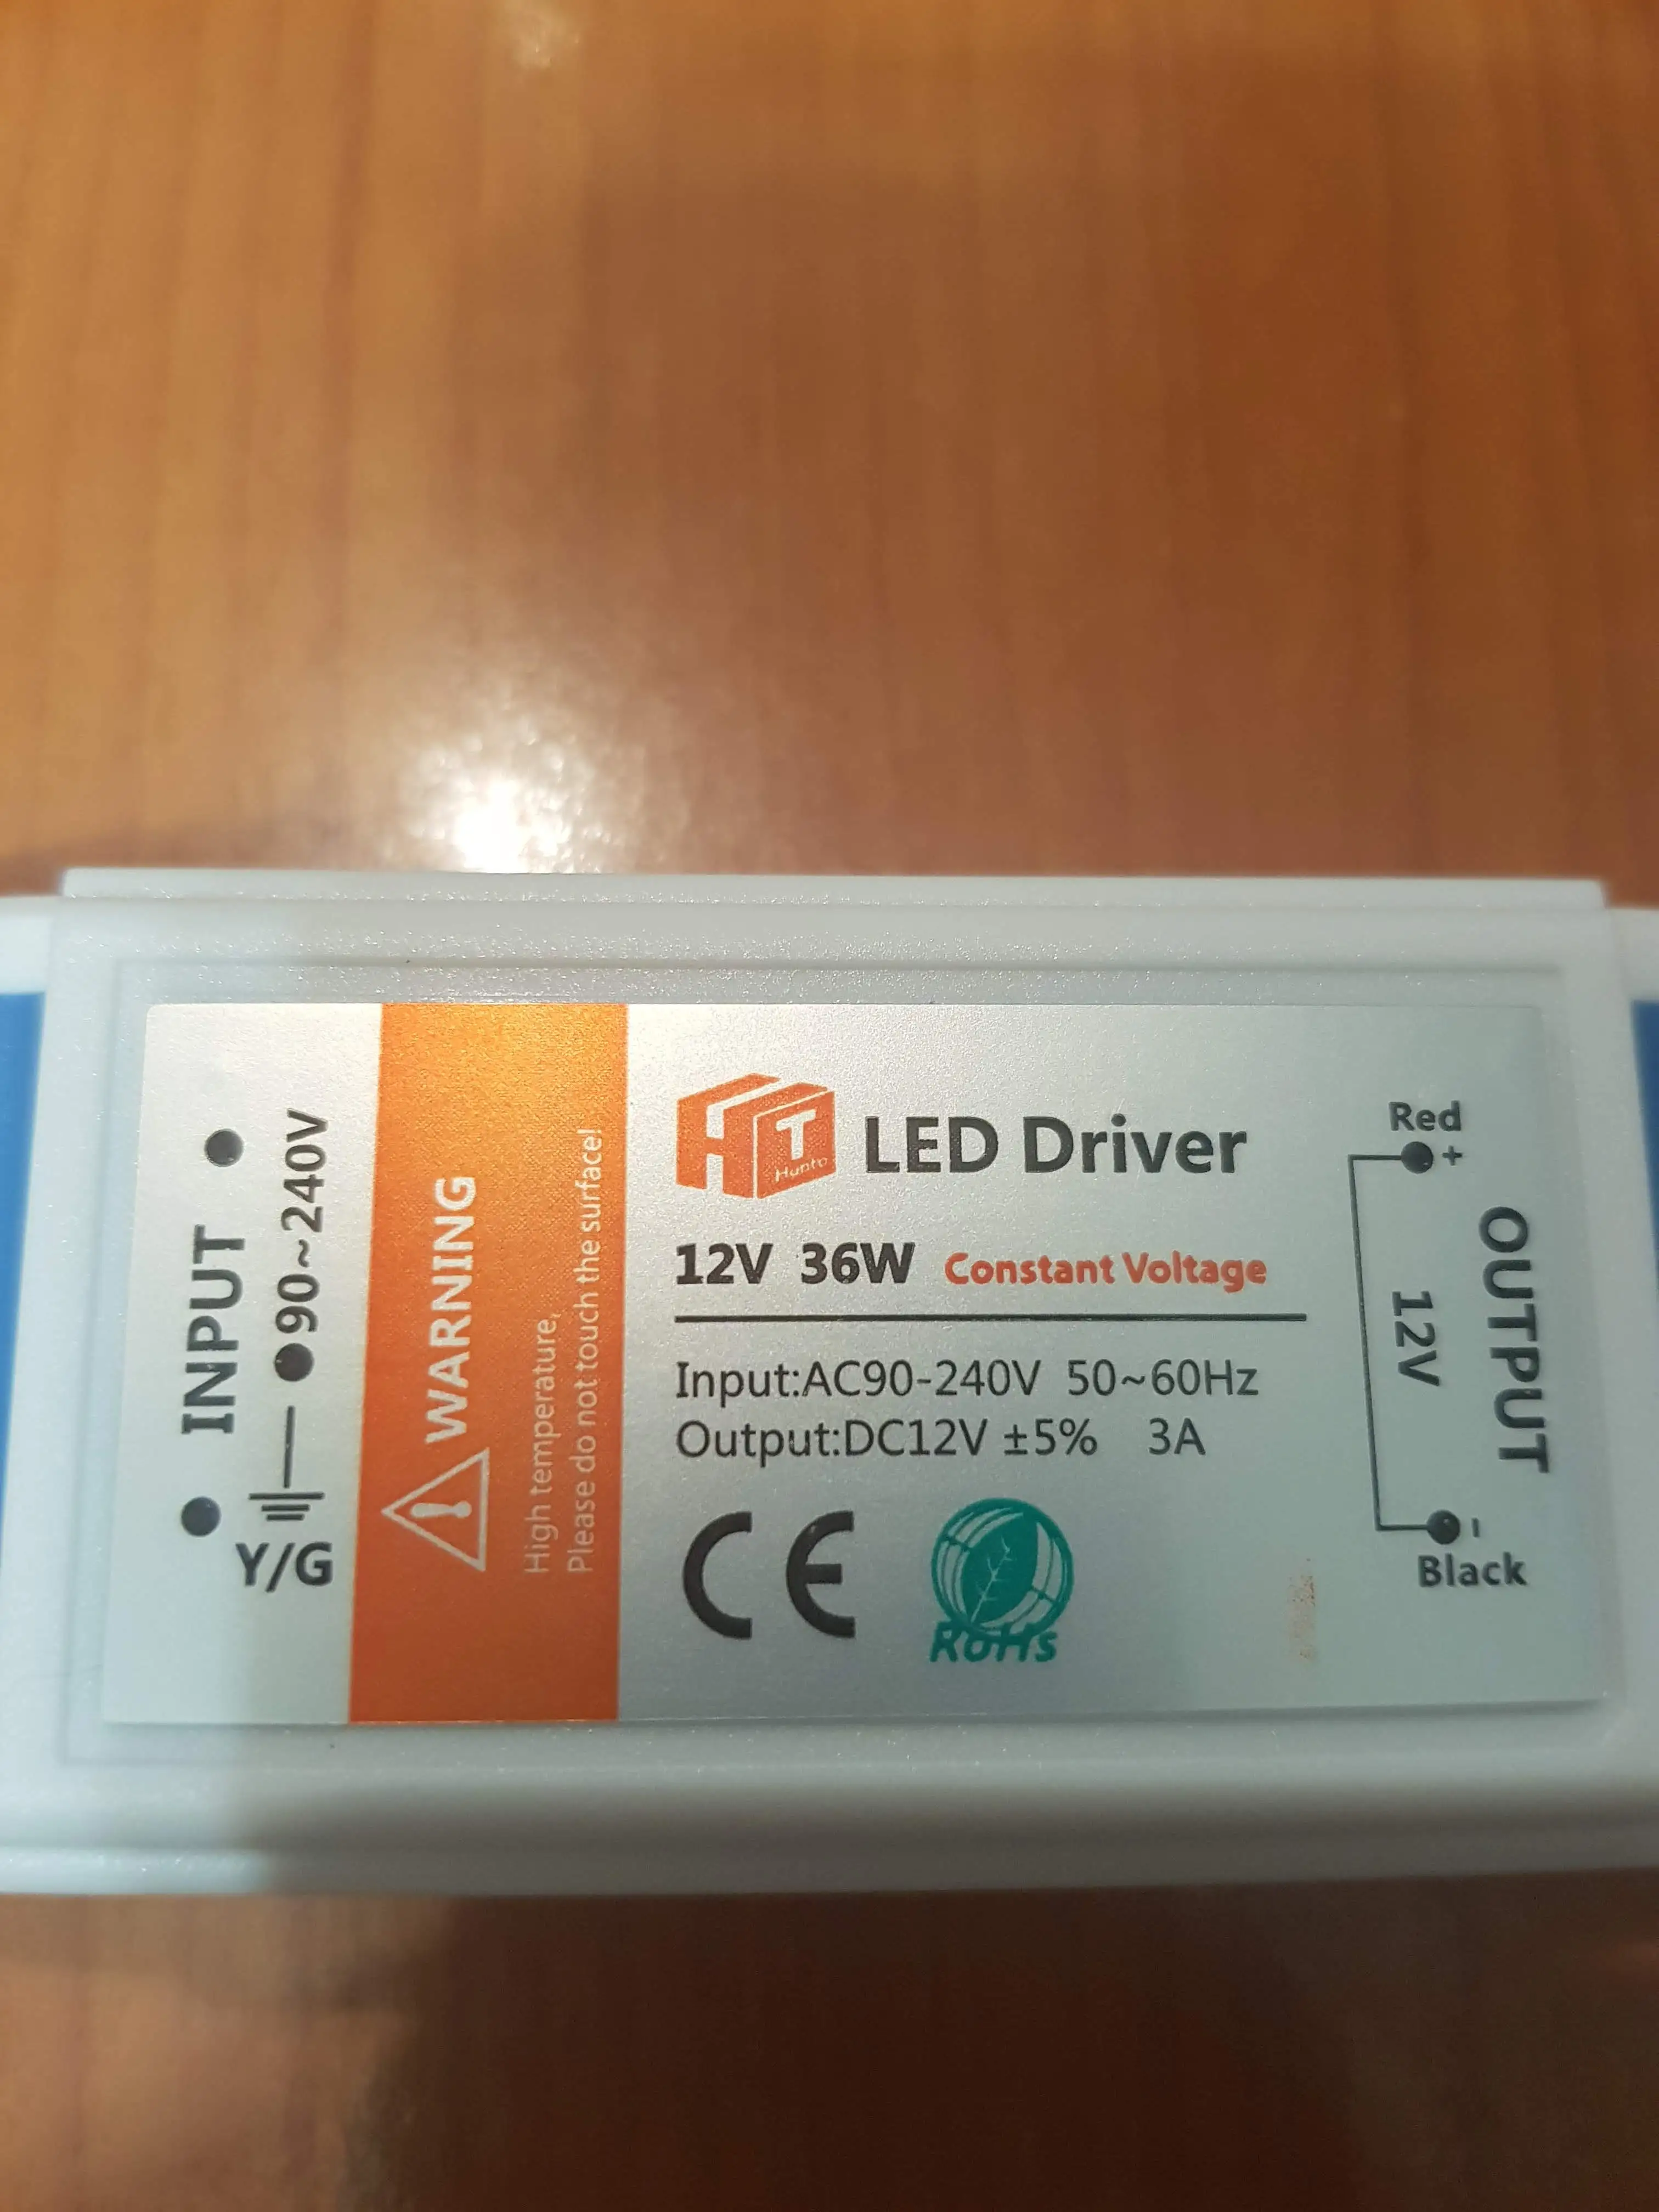 INPUT
90~240V
Y/G
WARNING
High temperature,
Please do not touch the surface!
HT
Hunto
LED Driver
12V 36W Constant Voltage
Input:AC90-240V 50~60Hz
Output:DC12V ±5% 3A
CE
RoHs
Red
+
12V
-
Black
OUTPUT